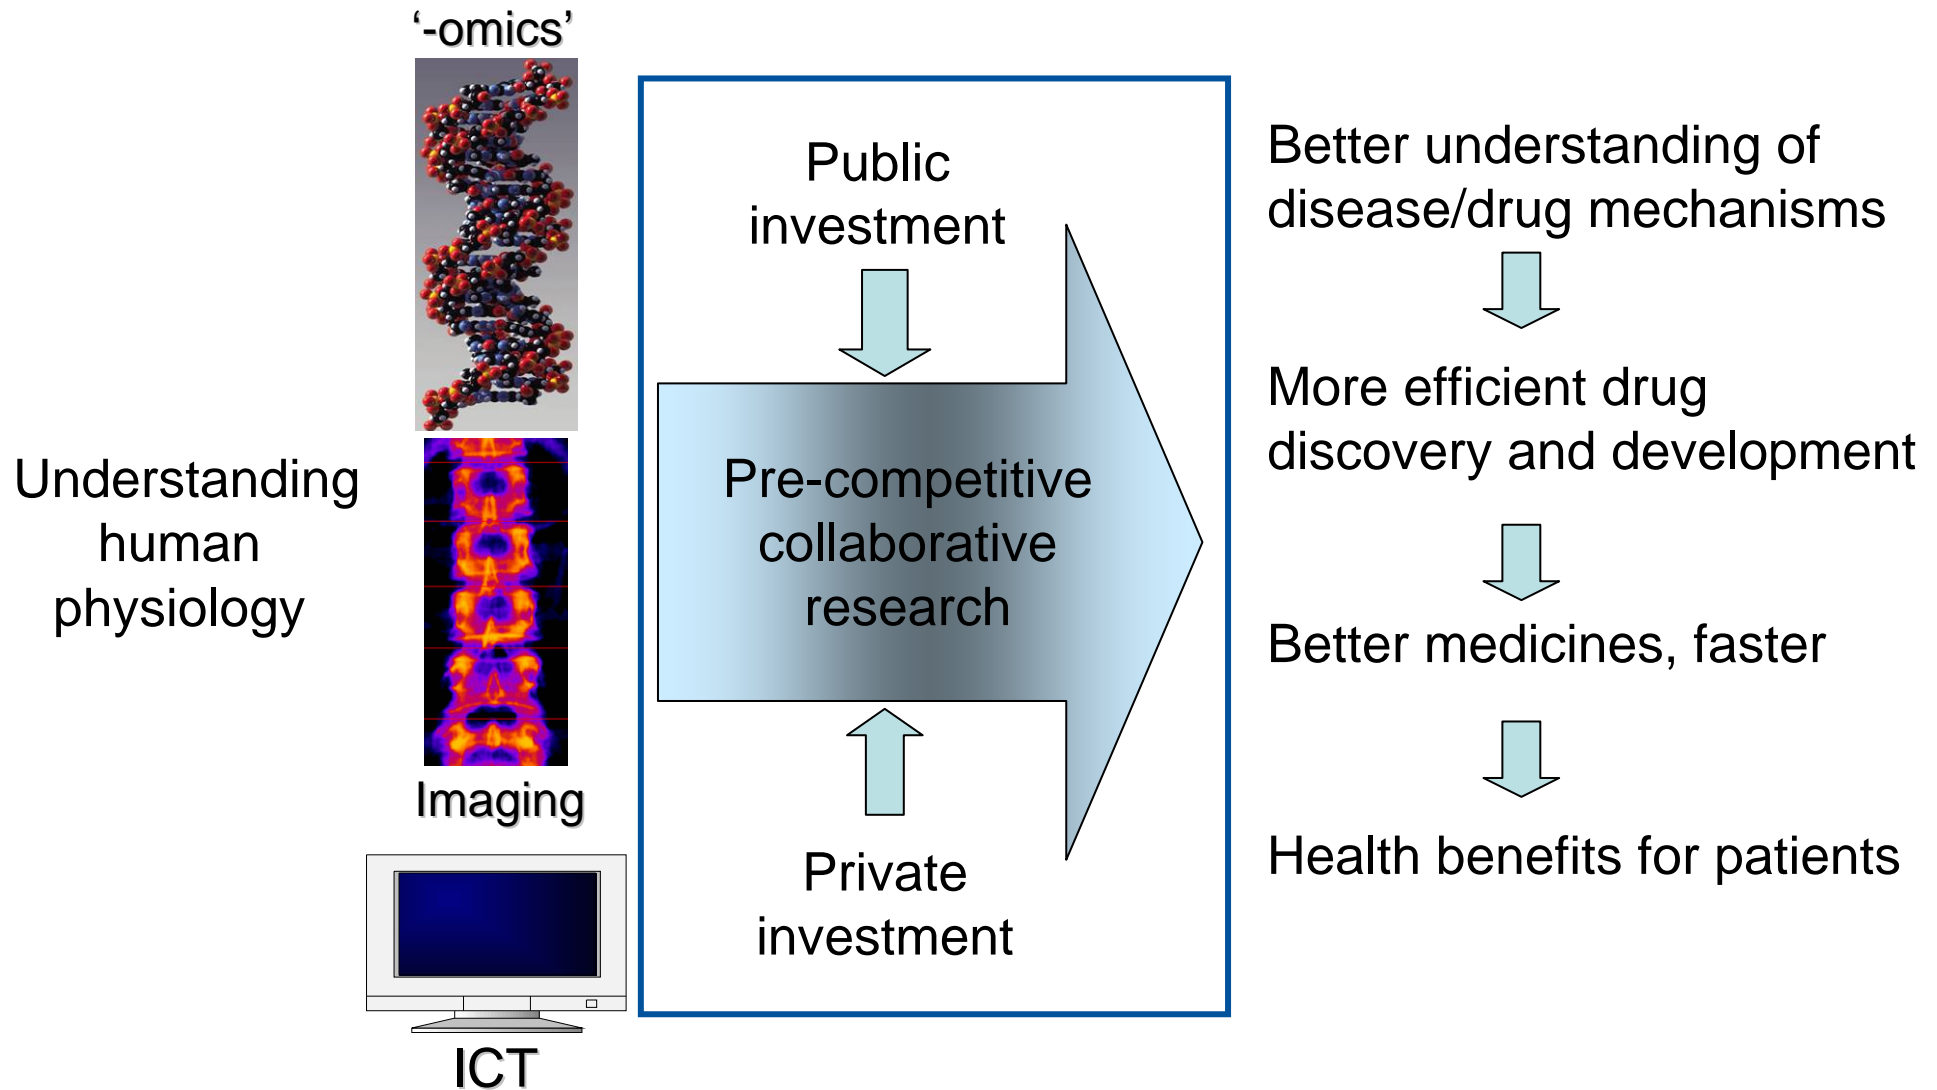 ‘-omics’
Understanding
human
physiology
Imaging
ICT
Public
investment
Pre-competitive
collaborative
research
Private
investment
Better understanding of
disease/drug mechanisms
More efficient drug
discovery and development
Better medicines, faster
Health benefits for patients